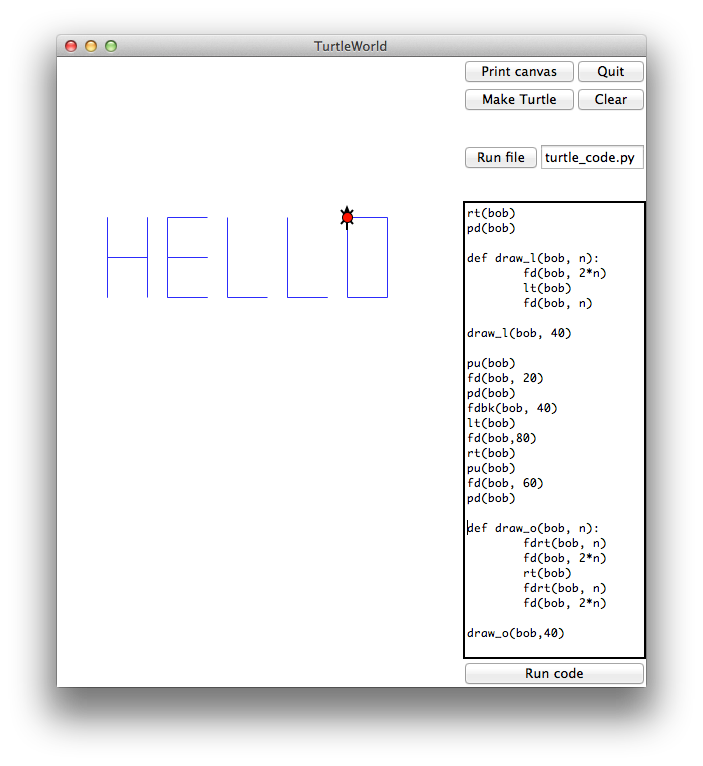 TurtleWorld
Print canvas
Quit
Make Turtle
Clear
Run file
turtle_code.py
HELLO
rt(bob)
pd(bob)
def draw_l(bob, n):
fd(bob, 2*n)
lt(bob)
fd(bob, n)
draw_l(bob, 40)
pu(bob)
fd(bob, 20)
pd(bob)
fdbk(bob, 40)
lt(bob)
fd(bob,80)
rt(bob)
pu(bob)
fd(bob, 60)
pd(bob)
def draw_o(bob, n):
fdrt(bob, n)
fd(bob, 2*n)
rt(bob)
fdrt(bob, n)
fd(bob, 2*n)
draw_o(bob,40)
Run code